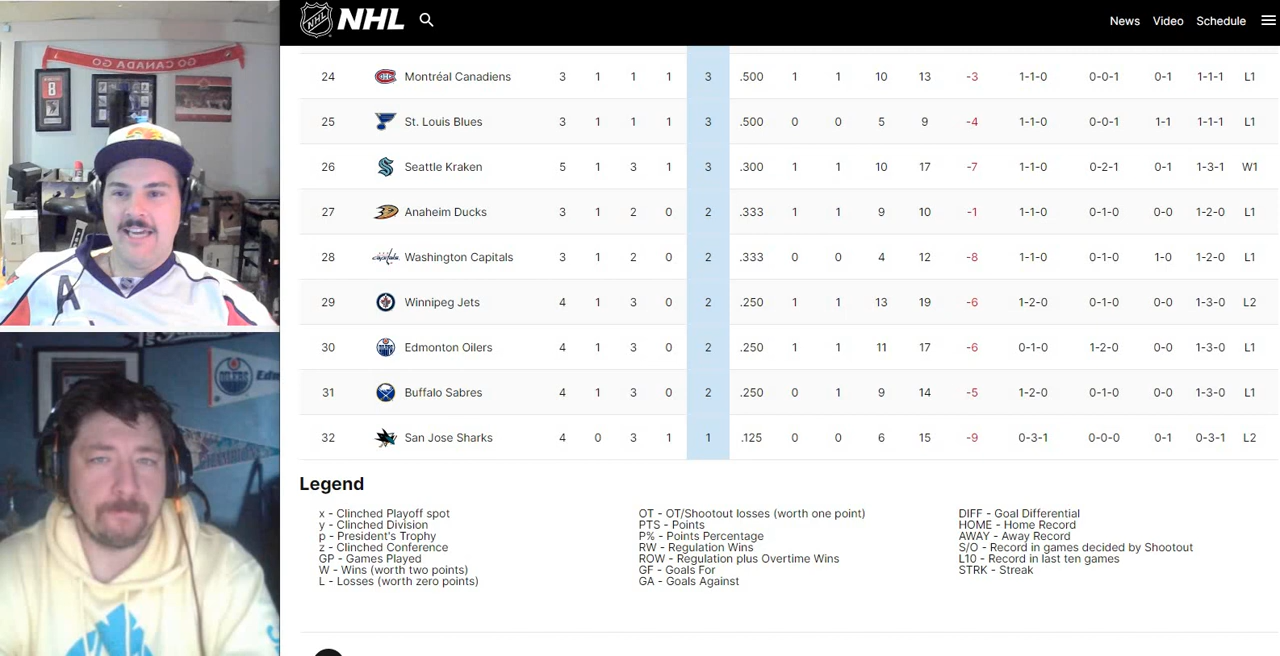 NHL
News Video Schedule
GO CANADA GO
8
A
24 Montréal Canadiens 3 1 1 1 3 .500 1 1 10 13 -3 1-1-0 0-0-1 0-1 1-1-1 L1
25 St. Louis Blues 3 1 1 1 3 .500 0 0 5 9 -4 1-1-0 0-0-1 1-1 1-1-1 L1
26 Seattle Kraken 5 1 3 1 3 .300 1 1 10 17 -7 1-1-0 0-2-1 0-1 1-3-1 W1
27 Anaheim Ducks 3 1 2 0 2 .333 1 1 9 10 -1 1-1-0 0-1-0 0-0 1-2-0 L1
28 Washington Capitals 3 1 2 0 2 .333 0 0 4 12 -8 1-1-0 0-1-0 1-0 1-2-0 L1
29 Winnipeg Jets 4 1 3 0 2 .250 1 1 13 19 -6 1-2-0 0-1-0 0-0 1-3-0 L2
30 Edmonton Oilers 4 1 3 0 2 .250 1 1 11 17 -6 0-1-0 1-2-0 0-0 1-3-0 L1
31 Buffalo Sabres 4 1 3 0 2 .250 0 1 9 14 -5 1-2-0 0-1-0 0-0 1-3-0 L1
32 San Jose Sharks 4 0 3 1 1 .125 0 0 6 15 -9 0-3-1 0-0-0 0-1 0-3-1 L2
OILERS
Legend
x - Clinched Playoff spot
y - Clinched Division
p - President's Trophy
z - Clinched Conference
GP - Games Played
W - Wins (worth two points)
L - Losses (worth zero points)
OT - OT/Shootout losses (worth one point)
PTS - Points
P% - Points Percentage
RW - Regulation Wins
ROW - Regulation plus Overtime Wins
GF - Goals For
GA - Goals Against
DIFF - Goal Differential
HOME - Home Record
AWAY - Away Record
S/O - Record in games decided by Shootout
L10 - Record in last ten games
STRK - Streak